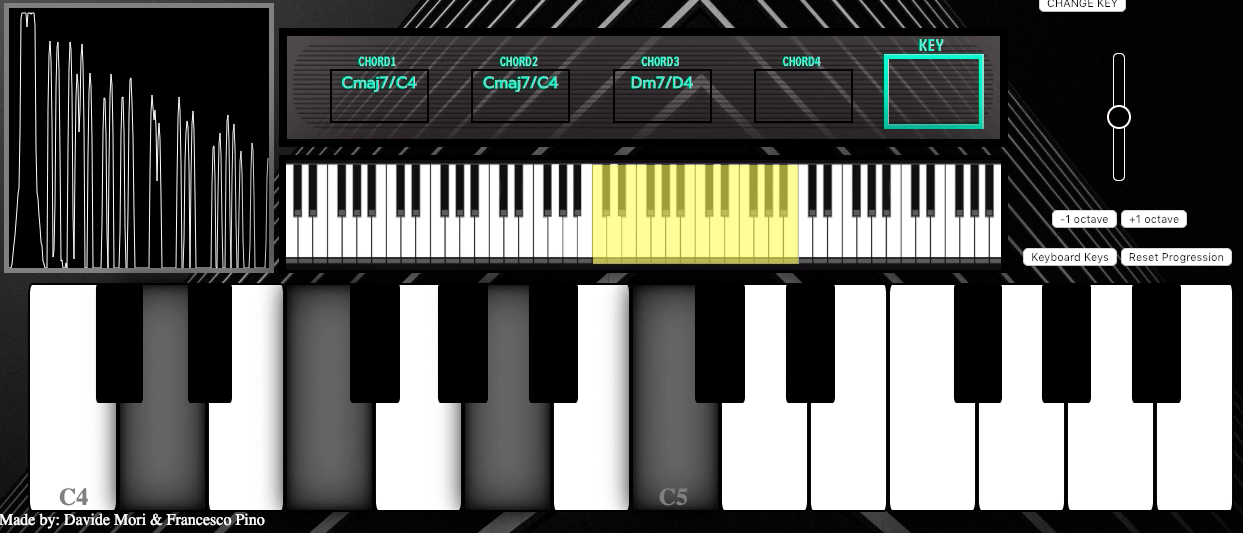 CHANGE KEY
CHORD1 CHORD2 CHORD3 CHORD4 KEY
Cmaj7/C4 Cmaj7/C4 Dm7/D4
-1 octave +1 octave
Keyboard Keys Reset Progression
C4 C5
Made by: Davide Mori & Francesco Pino